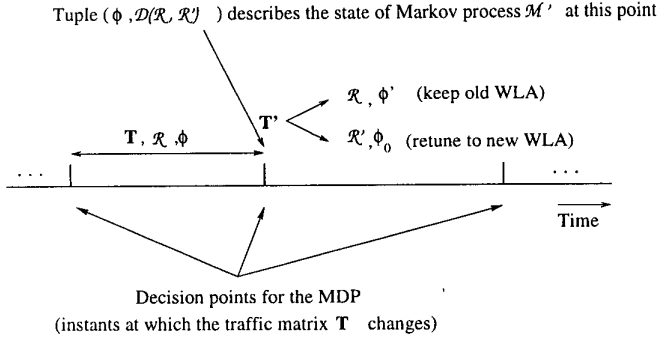 Tuple (ϕ, 𝒟(ℛ, ℛ') ) describes the state of Markov process ℳ' at this point
T'
ℛ, ϕ' (keep old WLA)
T, ℛ, ϕ
ℛ', ϕ₀ (retune to new WLA)
. . .
. . .
Time
Decision points for the MDP
(instants at which the traffic matrix T changes)